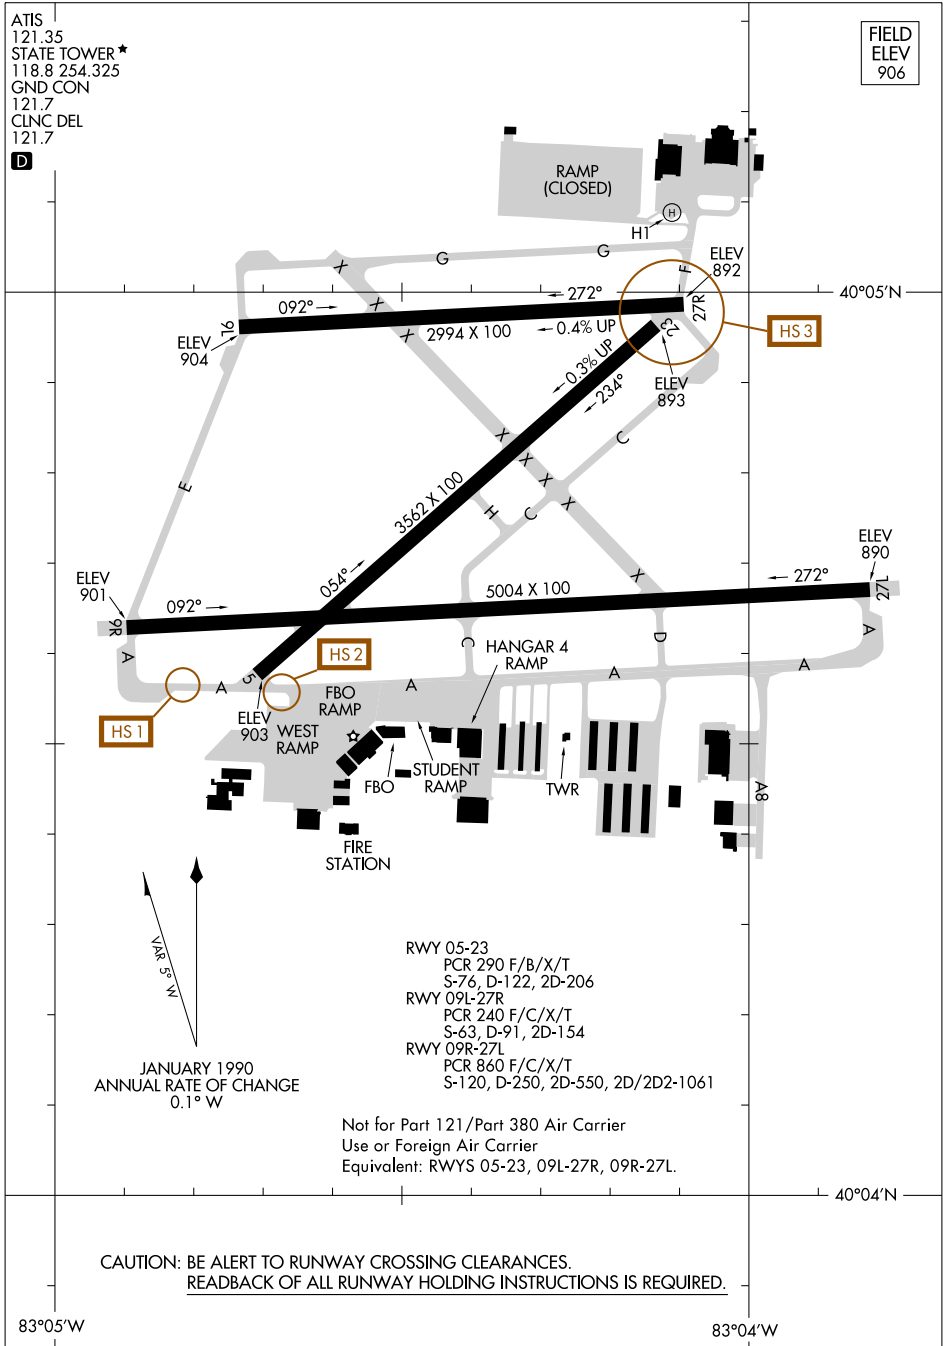 ATIS
121.35
STATE TOWER★
118.8 254.325
GND CON
121.7
CLNC DEL
121.7
D
FIELD
ELEV
906
RAMP
(CLOSED)
H
H1
G
G
F
ELEV
892
X
272°
092°
X
27R
40°05'N
9L
2994 X 100
0.4% UP
23
HS 3
ELEV
904
X
0.3% UP
234°
ELEV
893
X
C
X
E
X
3562 X 100
H
C
X
ELEV
890
ELEV
901
054°
X
272°
5004 X 100
27L
092°
9R
A
C
D
A
HS 2
HANGAR 4
RAMP
5
A
A
A
A
FBO
RAMP
HS 1
ELEV
903
WEST
RAMP
STUDENT
RAMP
FBO
TWR
A8
FIRE
STATION
VAR 5° W
JANUARY 1990
ANNUAL RATE OF CHANGE
0.1° W
RWY 05-23
PCR 290 F/B/X/T
S-76, D-122, 2D-206
RWY 09L-27R
PCR 240 F/C/X/T
S-63, D-91, 2D-154
RWY 09R-27L
PCR 860 F/C/X/T
S-120, D-250, 2D-550, 2D/2D2-1061
Not for Part 121/Part 380 Air Carrier
Use or Foreign Air Carrier
Equivalent: RWYS 05-23, 09L-27R, 09R-27L.
40°04'N
CAUTION: BE ALERT TO RUNWAY CROSSING CLEARANCES.
READBACK OF ALL RUNWAY HOLDING INSTRUCTIONS IS REQUIRED.
83°05'W
83°04'W